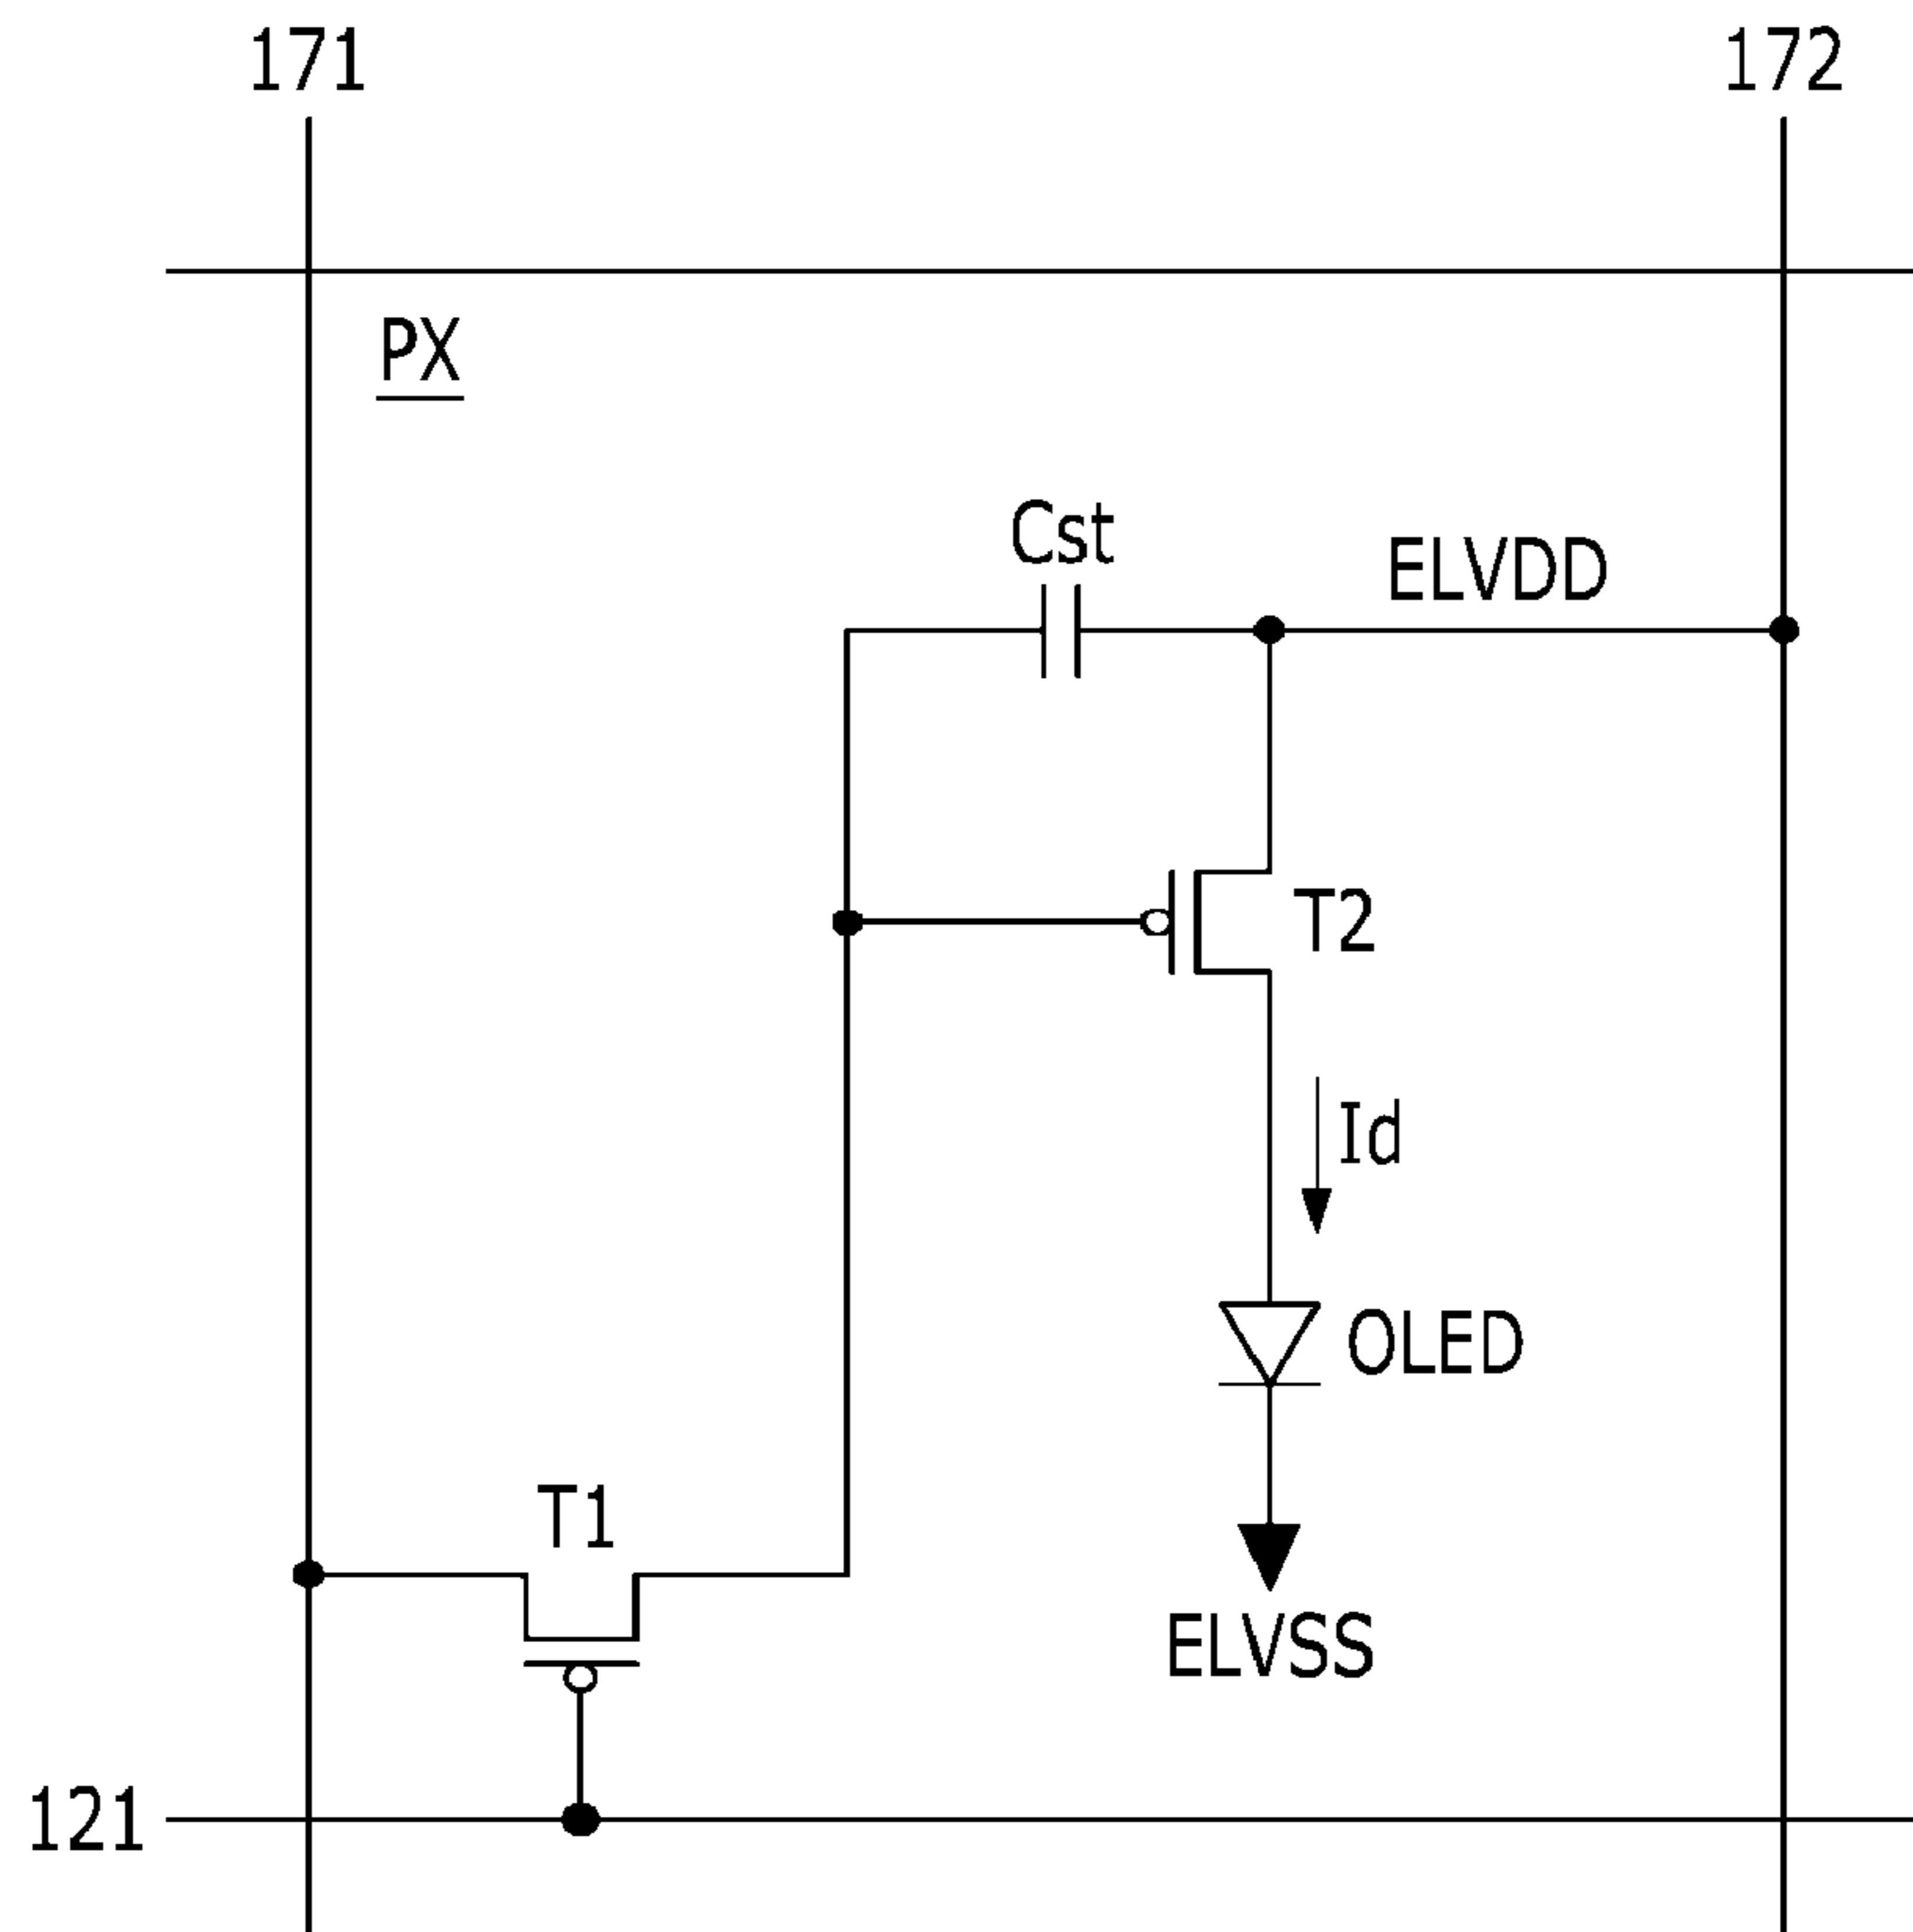 171
172
PX
Cst
ELVDD
T2
Id
OLED
T1
ELVSS
121